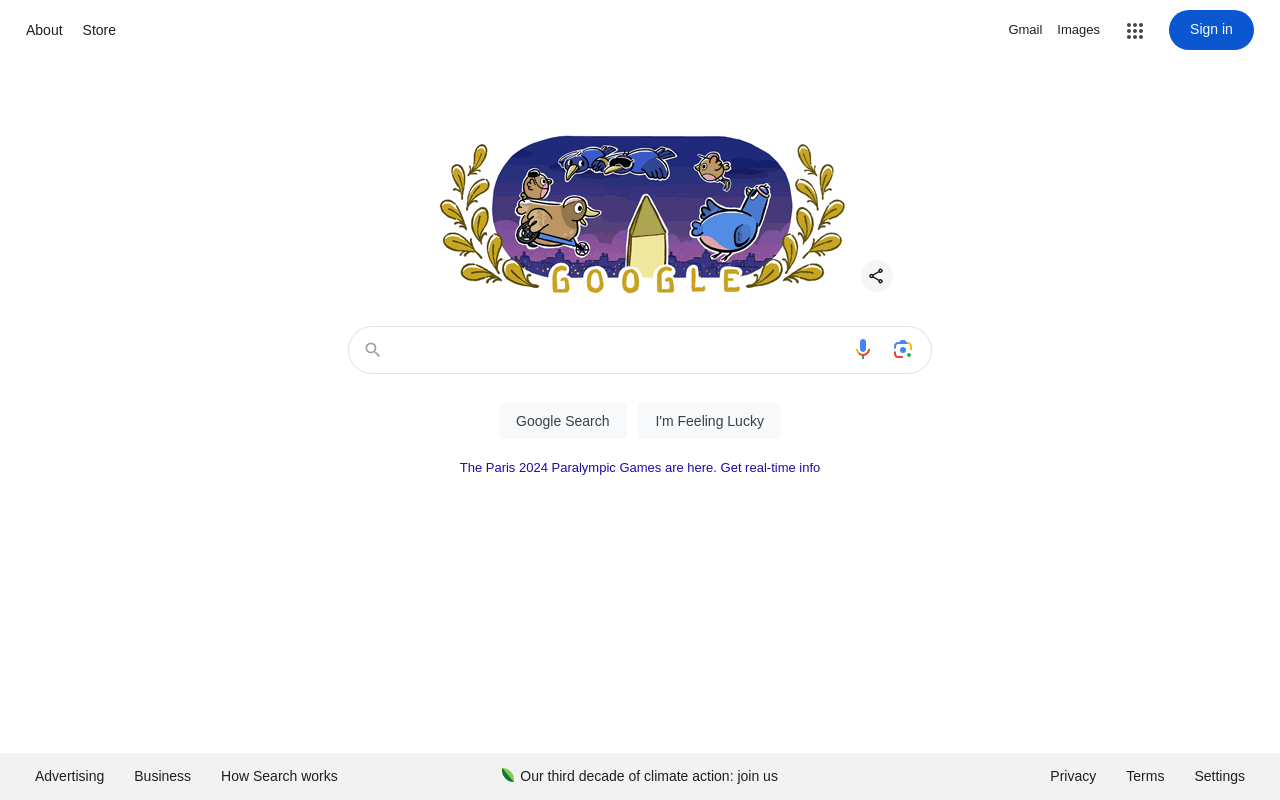 About Store Gmail Images Sign in
GOOGLE
Google Search I'm Feeling Lucky
The Paris 2024 Paralympic Games are here. Get real-time info
Advertising Business How Search works Our third decade of climate action: join us Privacy Terms Settings